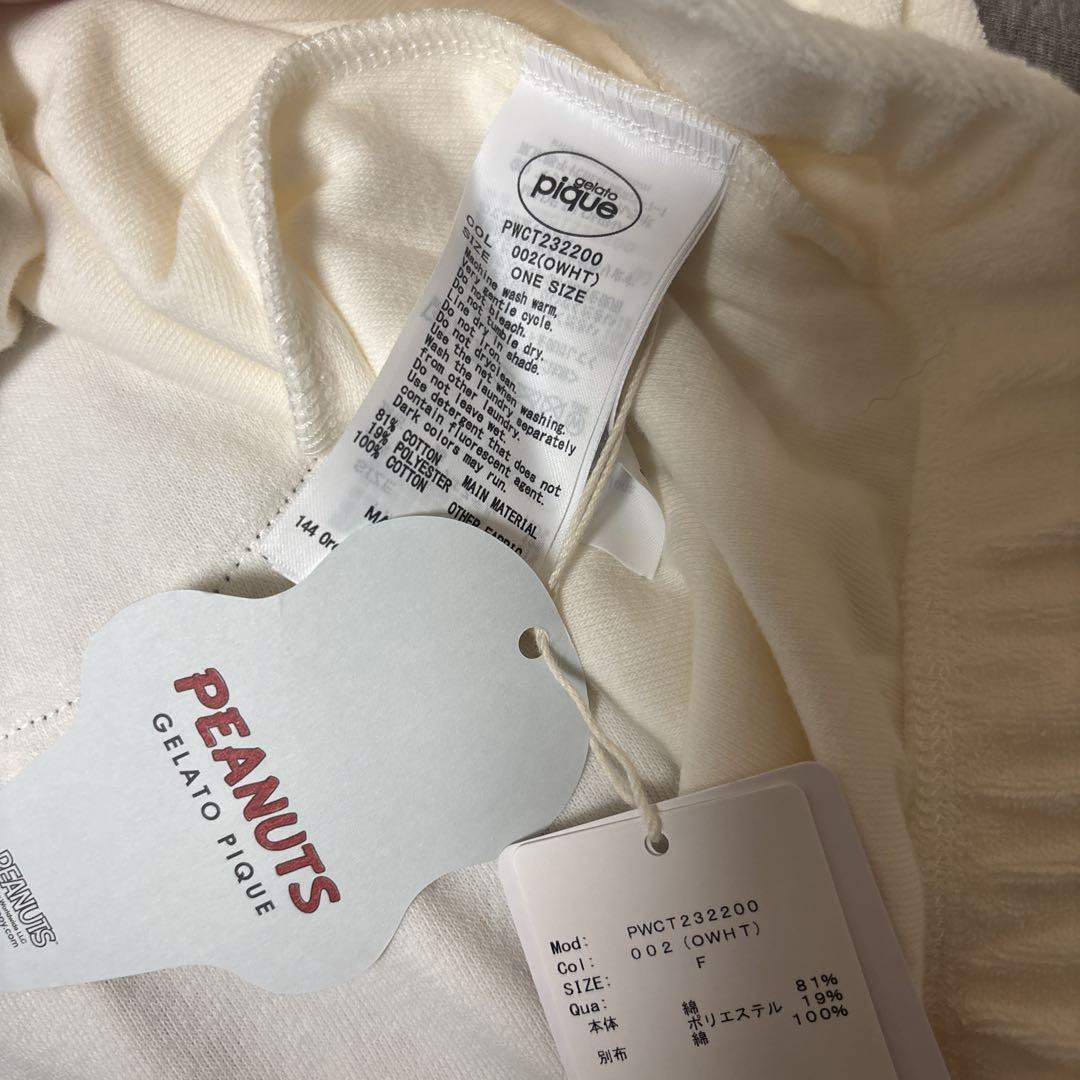 gelato
pique
PWCT232200
COL 002(OWHT)
SIZE ONE SIZE
Machine wash warm,
Very gentle cycle.
Do not bleach.
Do not tumble dry.
Line dry in shade.
Do not iron.
Do not dryclean.
Use the net when washing.
Wash the laundry separately
from other laundry.
Do not leave wet.
Use detergent that does not
contain fluorescent agent.
Dark colors may run.
81% COTTON
19% POLYESTER MAIN MATERIAL
100% COTTON
OTHER FABRIC
144
PEANUTS
GELATO PIQUE
PEANUTS
Worldwide LLC
Mod: PWCT232200
Col: 002(OWHT)
SIZE: F
Qua:
本体 綿 81%
ポリエステル 19%
別布 綿 100%